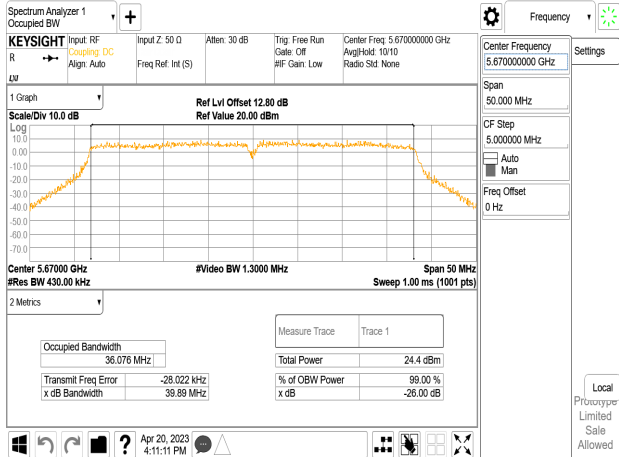 Spectrum Analyzer 1
Occupied BW
Frequency
KEYSIGHT
R
Input: RF
Coupling: DC
Align: Auto
Input Z: 50 Ω
Freq Ref: Int (S)
Atten: 30 dB
Trig: Free Run
Gate: Off
#IF Gain: Low
Center Freq: 5.670000000 GHz
Avg|Hold: 10/10
Radio Std: None
Center Frequency
5.670000000 GHz
Settings
Span
50.000 MHz
CF Step
5.000000 MHz
Auto
Man
Freq Offset
0 Hz
1 Graph
Scale/Div 10.0 dB
Ref Lvl Offset 12.80 dB
Ref Value 20.00 dBm
Log
10.0
0.00
-10.0
-20.0
-30.0
-40.0
-50.0
-60.0
-70.0
Center 5.67000 GHz
#Res BW 430.00 kHz
#Video BW 1.3000 MHz
Span 50 MHz
Sweep 1.00 ms (1001 pts)
2 Metrics
Measure Trace Trace 1
Occupied Bandwidth
36.076 MHz
Total Power 24.4 dBm
Transmit Freq Error -28.022 kHz
% of OBW Power 99.00 %
x dB Bandwidth 39.89 MHz
x dB -26.00 dB
Local
Prototype
Limited
Sale
Allowed
Apr 20, 2023
4:11:11 PM